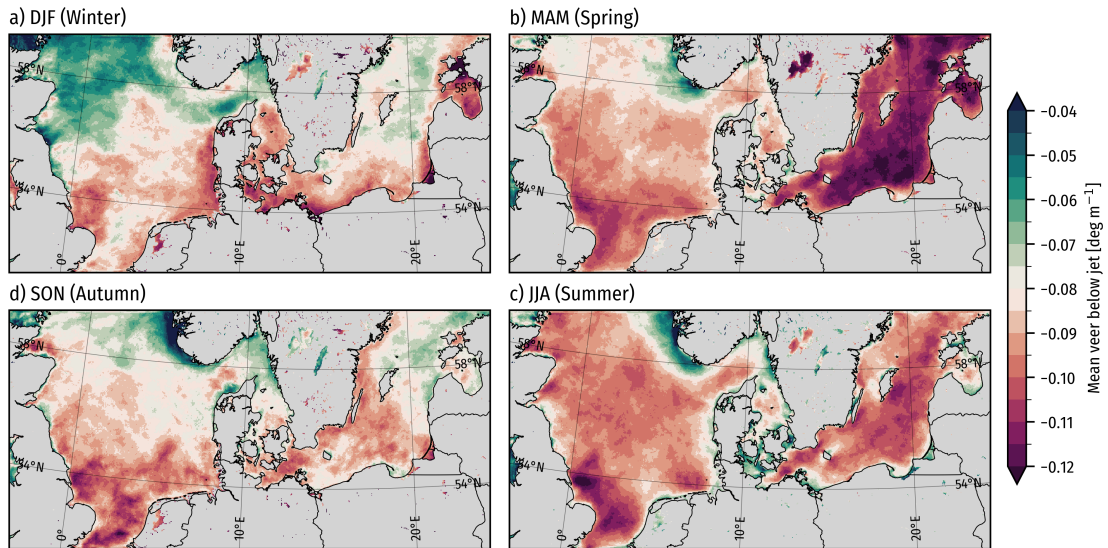 a) DJF (Winter)
b) MAM (Spring)
58°N
58°N
54°N
54°N
54°N
0°
10°E
20°E
0°
10°E
20°E
58°N
58°N
54°N
54°N
d) SON (Autumn)
c) JJA (Summer)
58°N
58°N
58°N
54°N
54°N
54°N
54°N
0°
10°E
20°E
0°
10°E
20°E
−0.04
−0.05
−0.06
−0.07
−0.08
−0.09
−0.10
−0.11
−0.12
Mean veer below jet [deg m⁻¹]